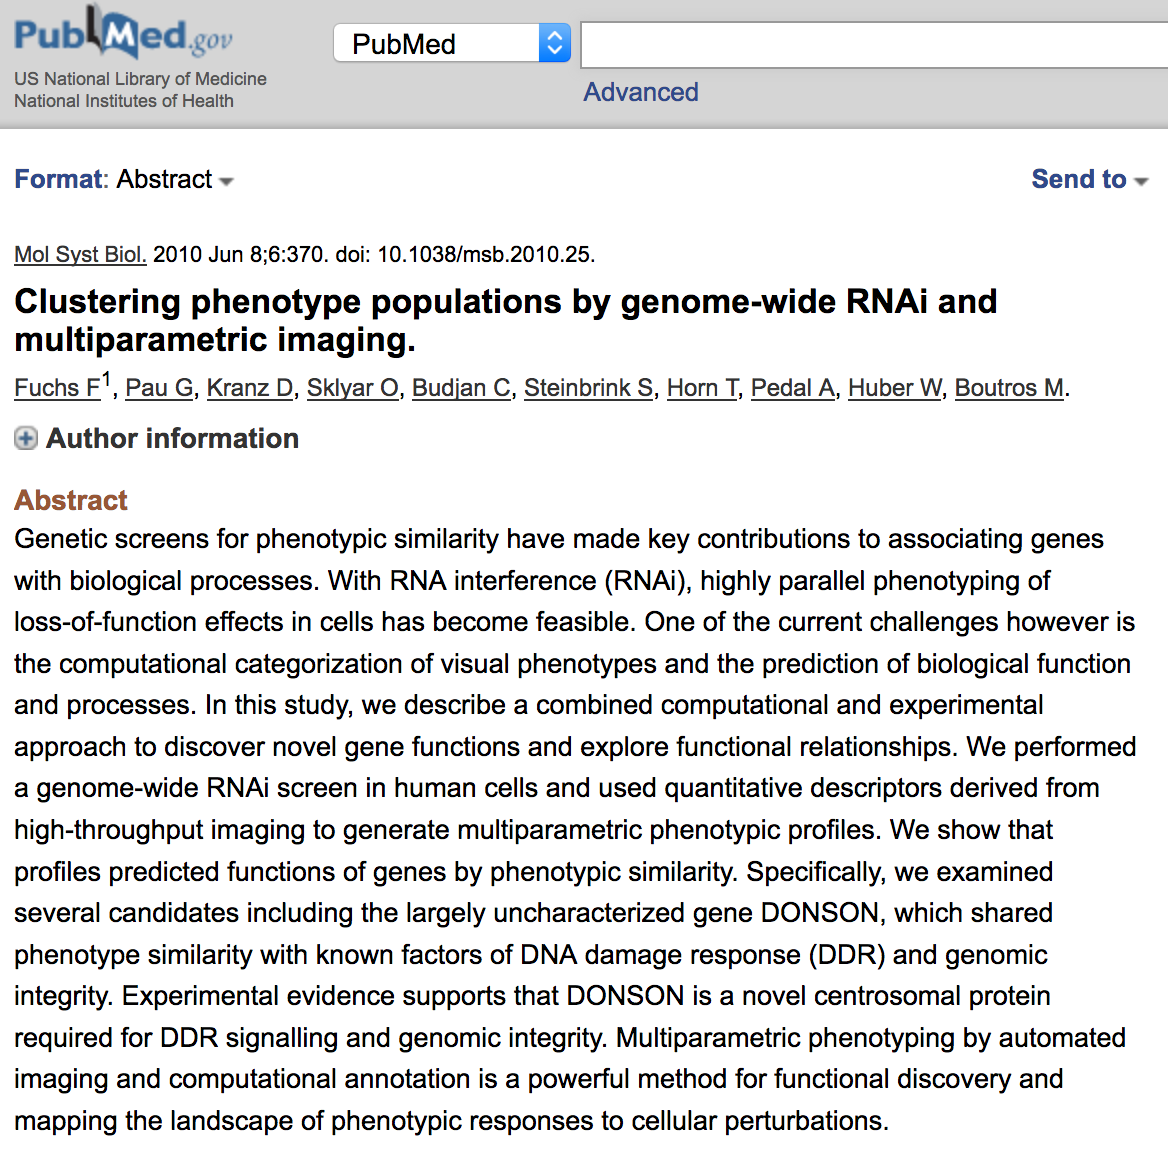 PubMed.gov
US National Library of Medicine
National Institutes of Health
PubMed
Advanced
Format: Abstract
Send to
Mol Syst Biol. 2010 Jun 8;6:370. doi: 10.1038/msb.2010.25.
Clustering phenotype populations by genome-wide RNAi and
multiparametric imaging.
Fuchs F1, Pau G, Kranz D, Sklyar O, Budjan C, Steinbrink S, Horn T, Pedal A, Huber W, Boutros M.
Author information
Abstract
Genetic screens for phenotypic similarity have made key contributions to associating genes
with biological processes. With RNA interference (RNAi), highly parallel phenotyping of
loss-of-function effects in cells has become feasible. One of the current challenges however is
the computational categorization of visual phenotypes and the prediction of biological function
and processes. In this study, we describe a combined computational and experimental
approach to discover novel gene functions and explore functional relationships. We performed
a genome-wide RNAi screen in human cells and used quantitative descriptors derived from
high-throughput imaging to generate multiparametric phenotypic profiles. We show that
profiles predicted functions of genes by phenotypic similarity. Specifically, we examined
several candidates including the largely uncharacterized gene DONSON, which shared
phenotype similarity with known factors of DNA damage response (DDR) and genomic
integrity. Experimental evidence supports that DONSON is a novel centrosomal protein
required for DDR signalling and genomic integrity. Multiparametric phenotyping by automated
imaging and computational annotation is a powerful method for functional discovery and
mapping the landscape of phenotypic responses to cellular perturbations.